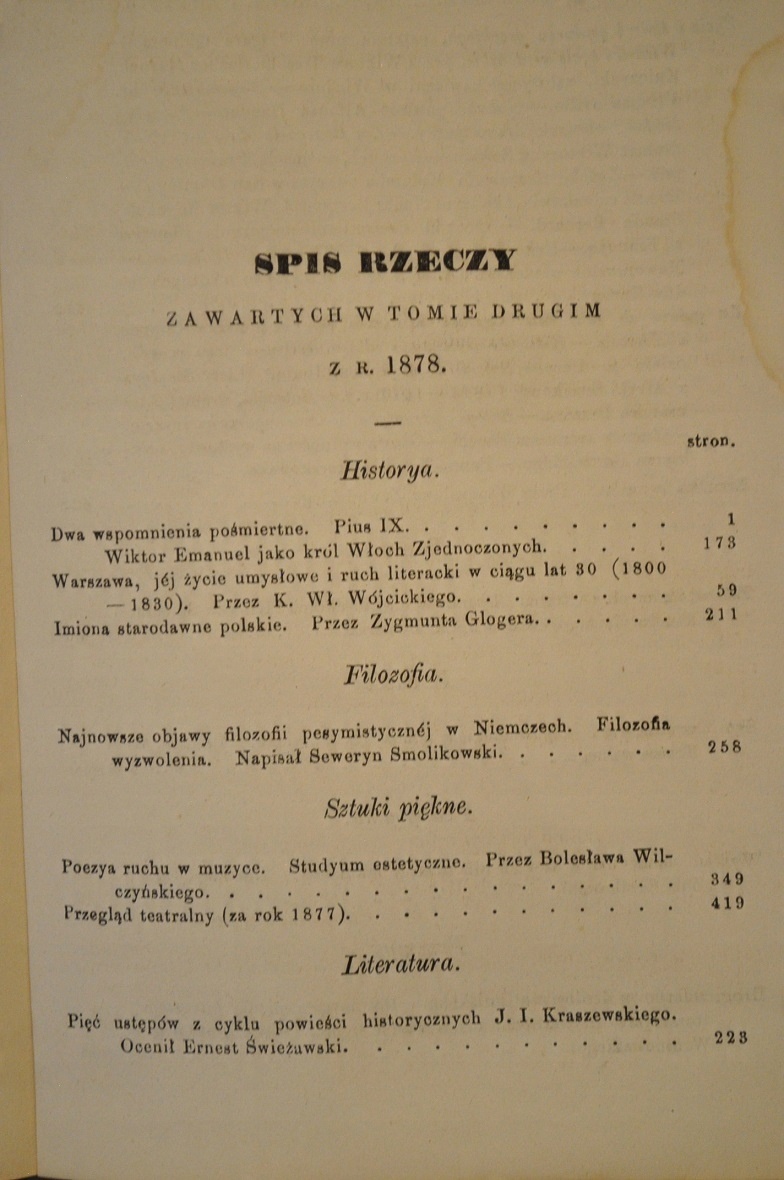 SPIS RZECZY
ZAWARTYCH W TOMIE DRUGIM
Z R. 1878.
—
stron.
Historya.
Dwa wspomnienia pośmiertne. Pius IX. . . . . . . . . . 1
Wiktor Emanuel jako król Włoch Zjednoczonych. . . . . 173
Warszawa, jéj życie umysłowe i ruch literacki w ciągu lat 30 (1800
— 1830). Przez K. Wł. Wójcickiego. . . . . . . . 59
Imiona starodawne polskie. Przez Zygmunta Glogera. . . . . . 211
Filozofia.
Najnowsze objawy filozofii pesymistycznéj w Niemczech. Filozofia
wyzwolenia. Napisał Seweryn Smolikowski. . . . . . . 258
Sztuki piękne.
Poezya ruchu w muzyce. Studyum estetyczne. Przez Bolesława Wil-
czyńskiego. . . . . . . . . . . . . . . . . 349
Przegląd teatralny (za rok 1877). . . . . . . . . . . . 419
Literatura.
Pięć ustępów z cyklu powieści historycznych J. I. Kraszewskiego.
Ocenił Ernest Świeżawski. . . . . . . . . . . . 223